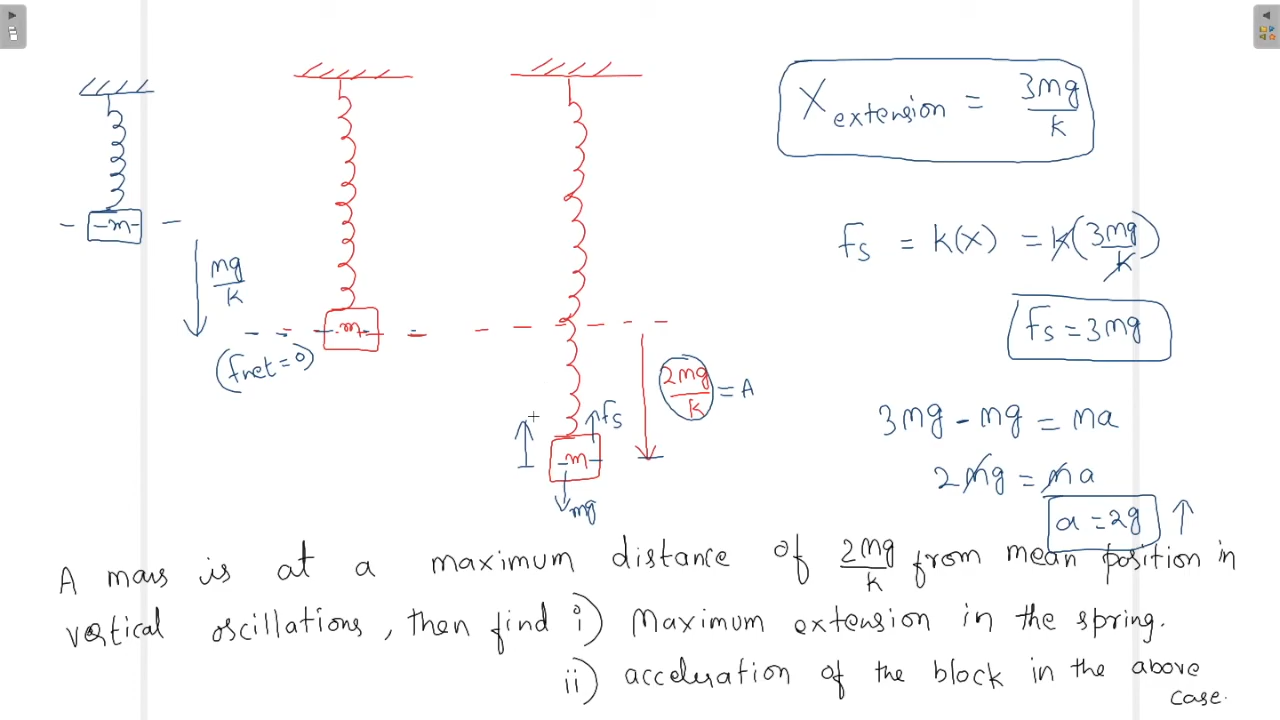 X extension = 3mg/k
-m-
mg/k
fs = k(x) = k(3mg/k)
-m-
(fnet = 0)
fs = 3mg
2mg/k = A
+
fs
-m-
mg
3mg - mg = ma
2mg = ma
a = 2g ↑
A mass is at a maximum distance of 2mg/k from mean position in
vertical oscillations, then find i) Maximum extension in the spring.
ii) acceleration of the block in the above
case.